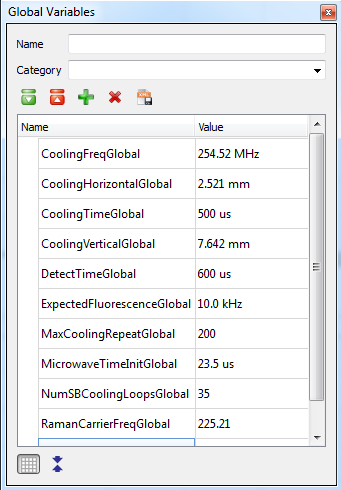 Global Variables
Name
Category
Name Value
CoolingFreqGlobal 254.52 MHz
CoolingHorizontalGlobal 2.521 mm
CoolingTimeGlobal 500 us
CoolingVerticalGlobal 7.642 mm
DetectTimeGlobal 600 us
ExpectedFluorescenceGlobal 10.0 kHz
MaxCoolingRepeatGlobal 200
MicrowaveTimeInitGlobal 23.5 us
NumSBCoolingLoopsGlobal 35
RamanCarrierFreqGlobal 225.21